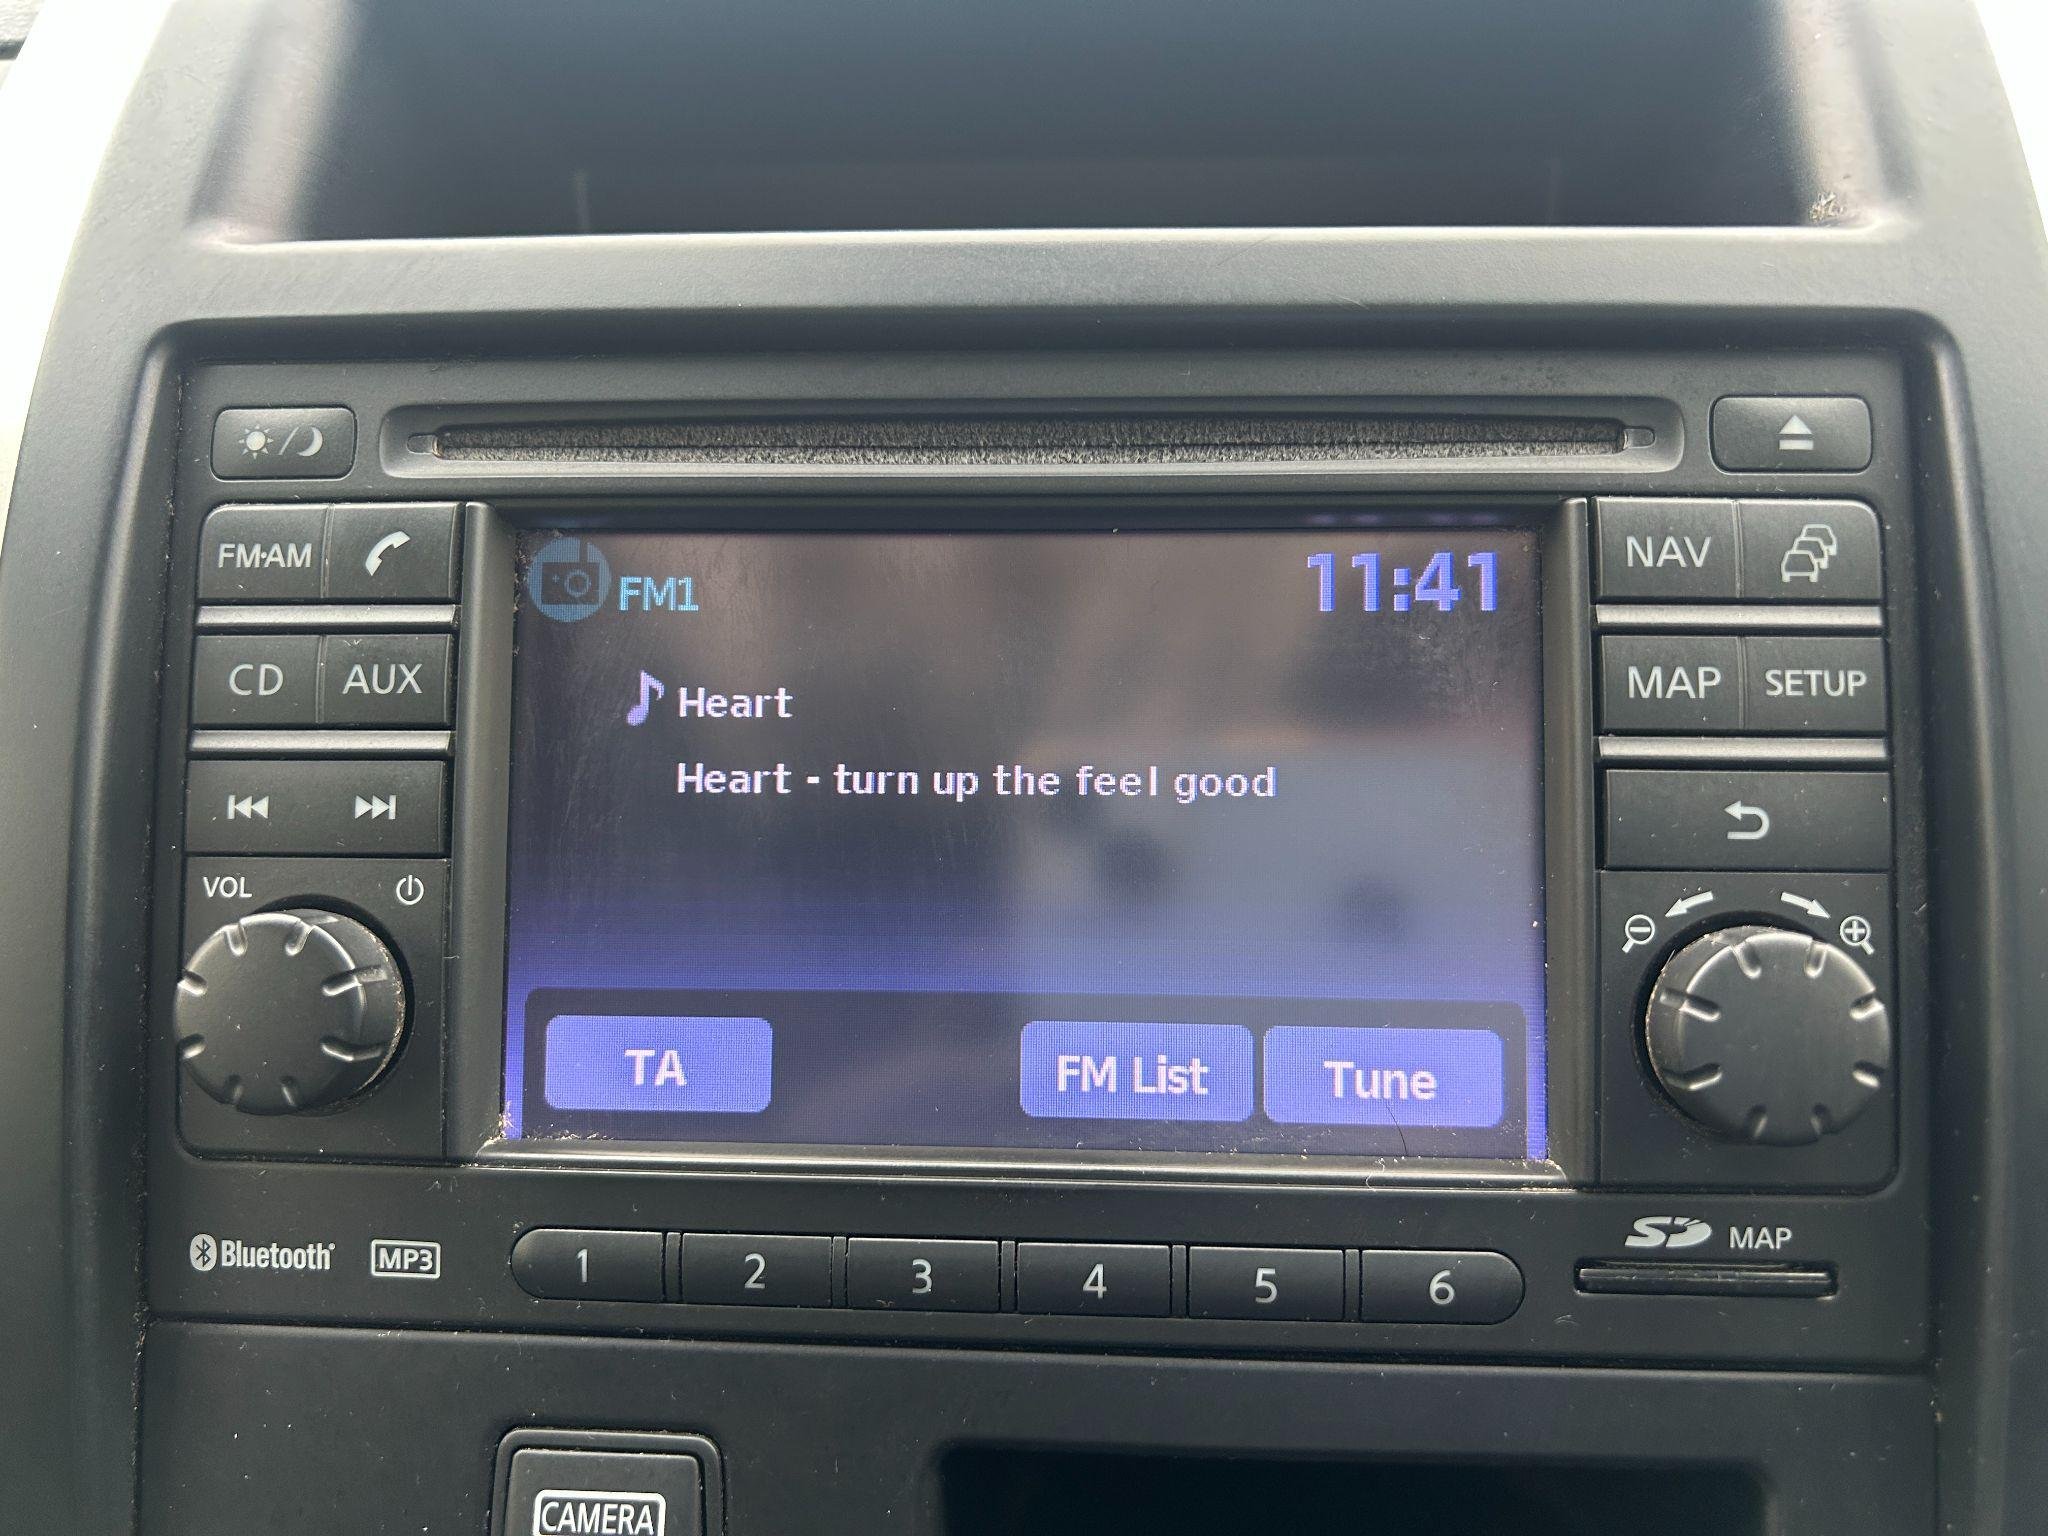 FM·AM
NAV
FM1
11:41
CD
AUX
Heart
MAP
SETUP
Heart - turn up the feel good
VOL
TA
FM List
Tune
Bluetooth
MP3
1
2
3
4
5
6
SD
MAP
CAMERA